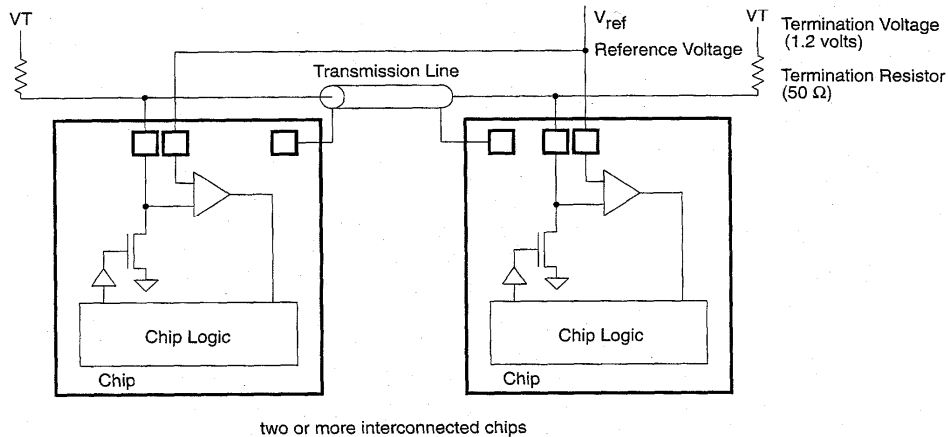 VT
V_ref
Reference Voltage
VT
Termination Voltage
(1.2 volts)
Transmission Line
Termination Resistor
(50 Ω)
Chip Logic
Chip
Chip Logic
Chip
two or more interconnected chips